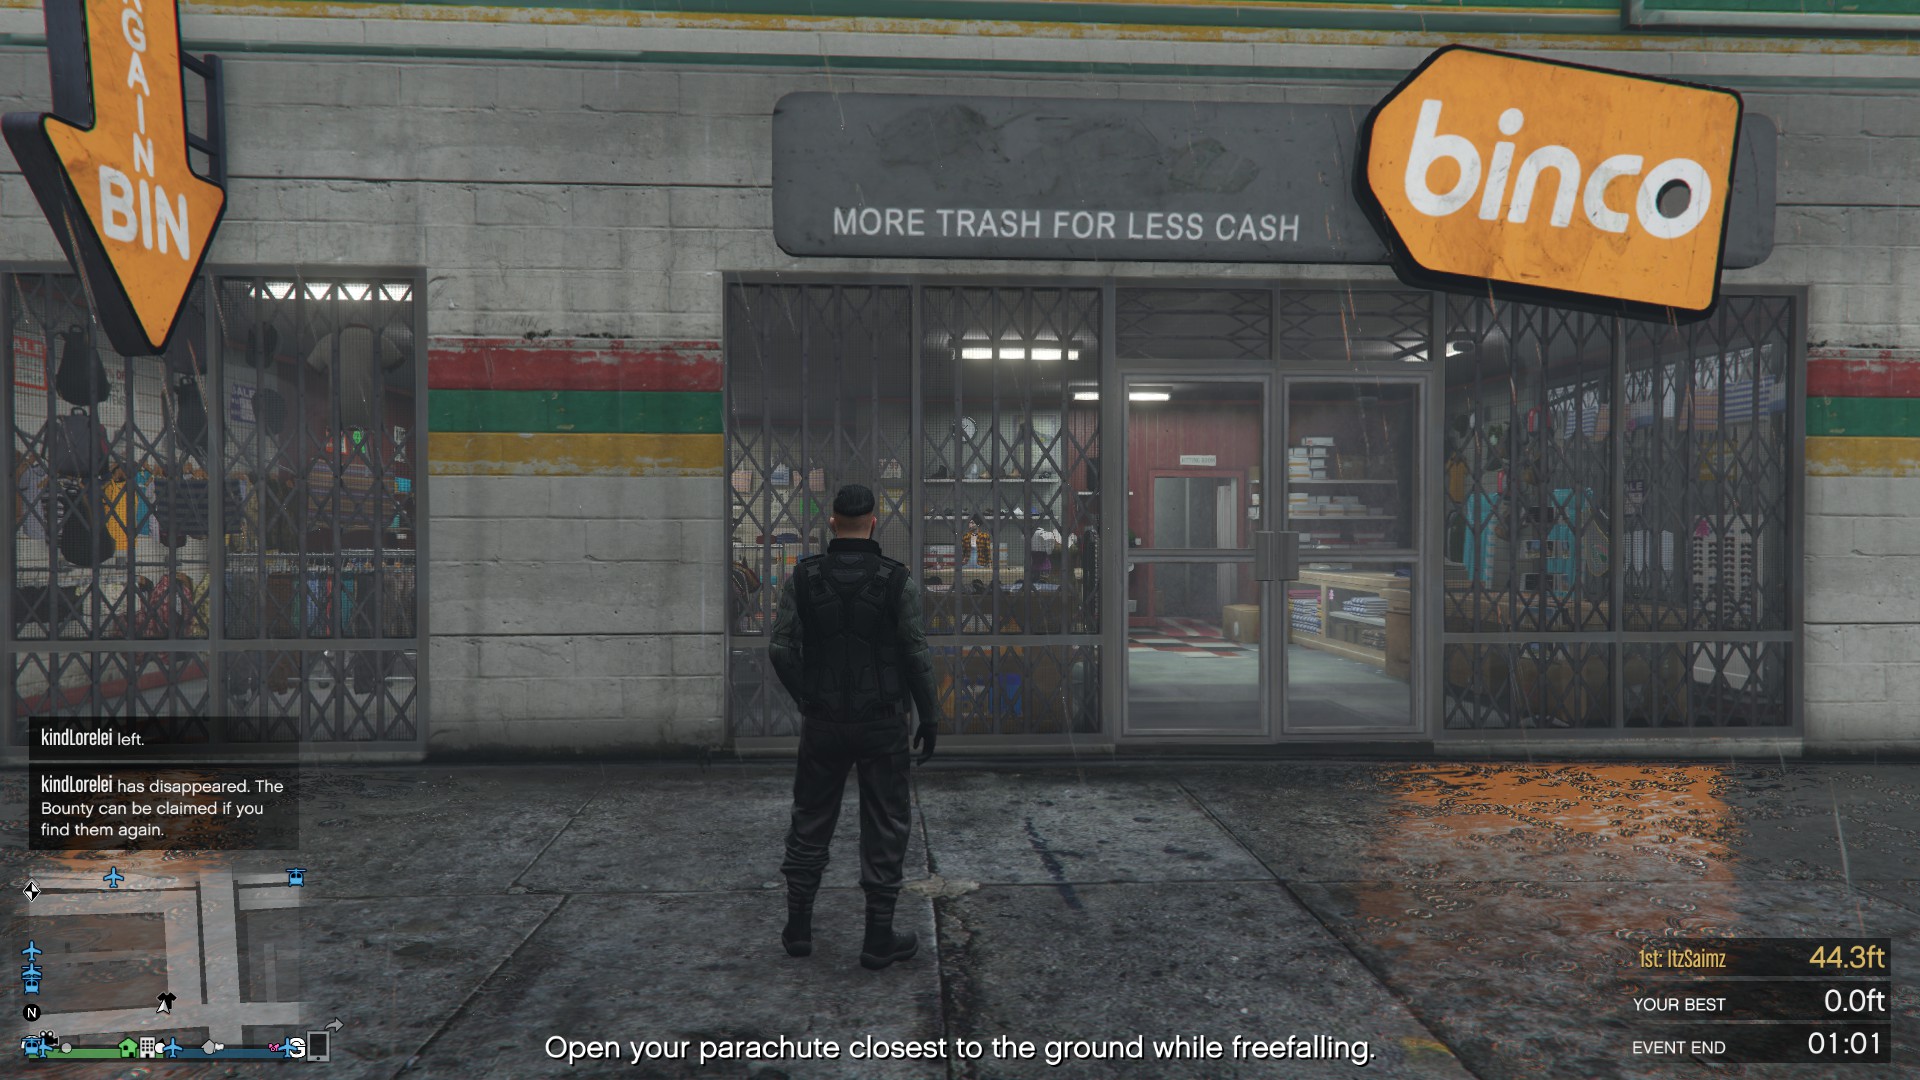 GAIN
BIN
MORE TRASH FOR LESS CASH
binco
SALE
kindLorelei left.
kindLorelei has disappeared. The
Bounty can be claimed if you
find them again.
N
Open your parachute closest to the ground while freefalling.
1st: ItzSaimz 44.3ft
YOUR BEST 0.0ft
EVENT END 01:01